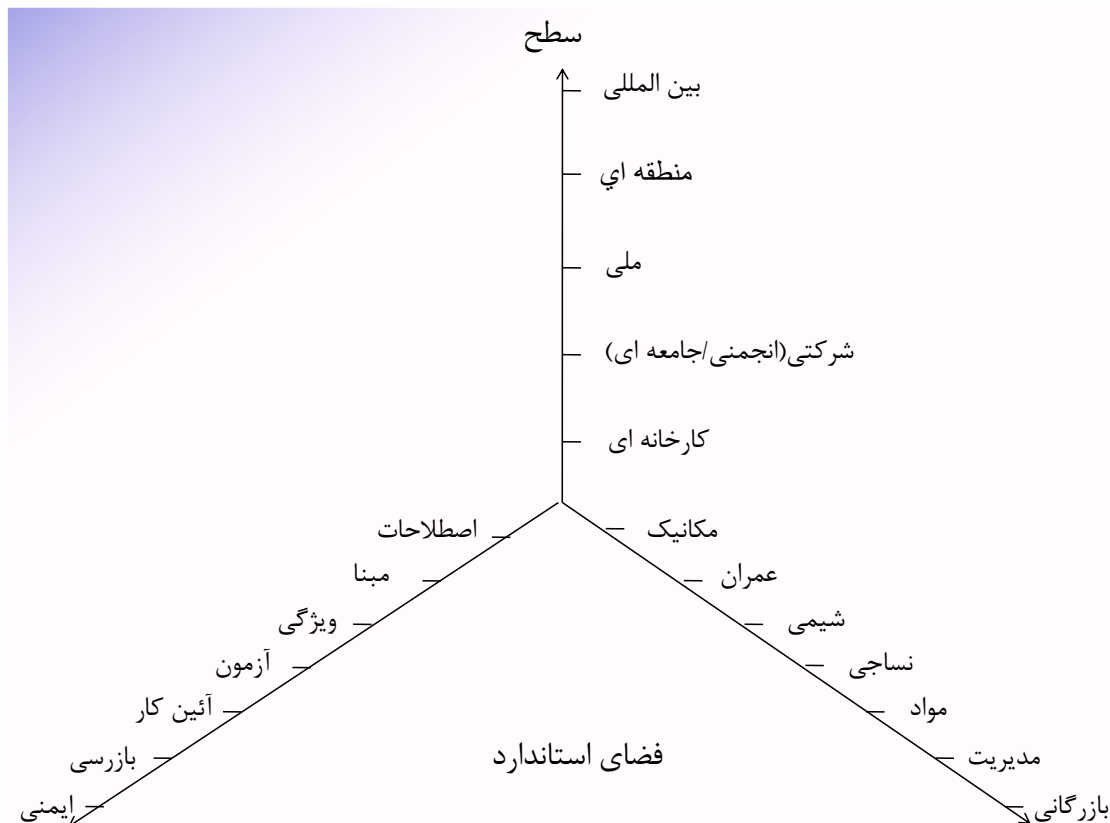 سطح
بین المللی
منطقه اي
ملی
شرکتی(انجمنی/جامعه ای)
کارخانه ای
مکانیک
عمران
شیمی
نساجی
مواد
مدیریت
بازرگانی
اصطلاحات
مبنا
ویژگی
آزمون
آئین کار
بازرسی
ایمنی
فضای استاندارد